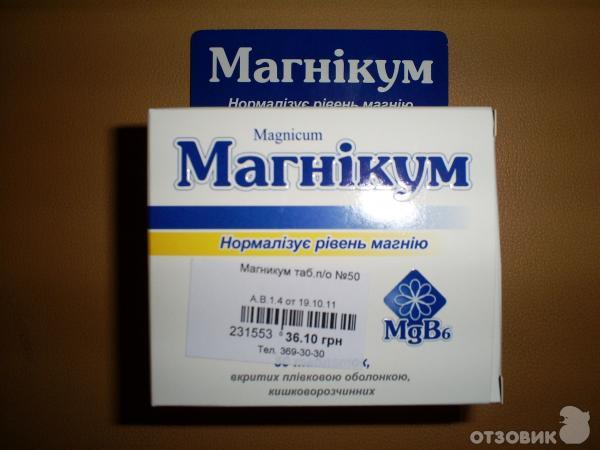 Магнікум
Нормалізує рівень магнію
Magnicum
Магнікум
Нормалізує рівень магнію
Магникум таб.п/о №50
А.В.1.4 от 19.10.11
231553 36.10 грн
Тел. 369-30-30
MgB6
вкритих плівковою оболонкою,
кишковорозчинних
ОТЗОВИК